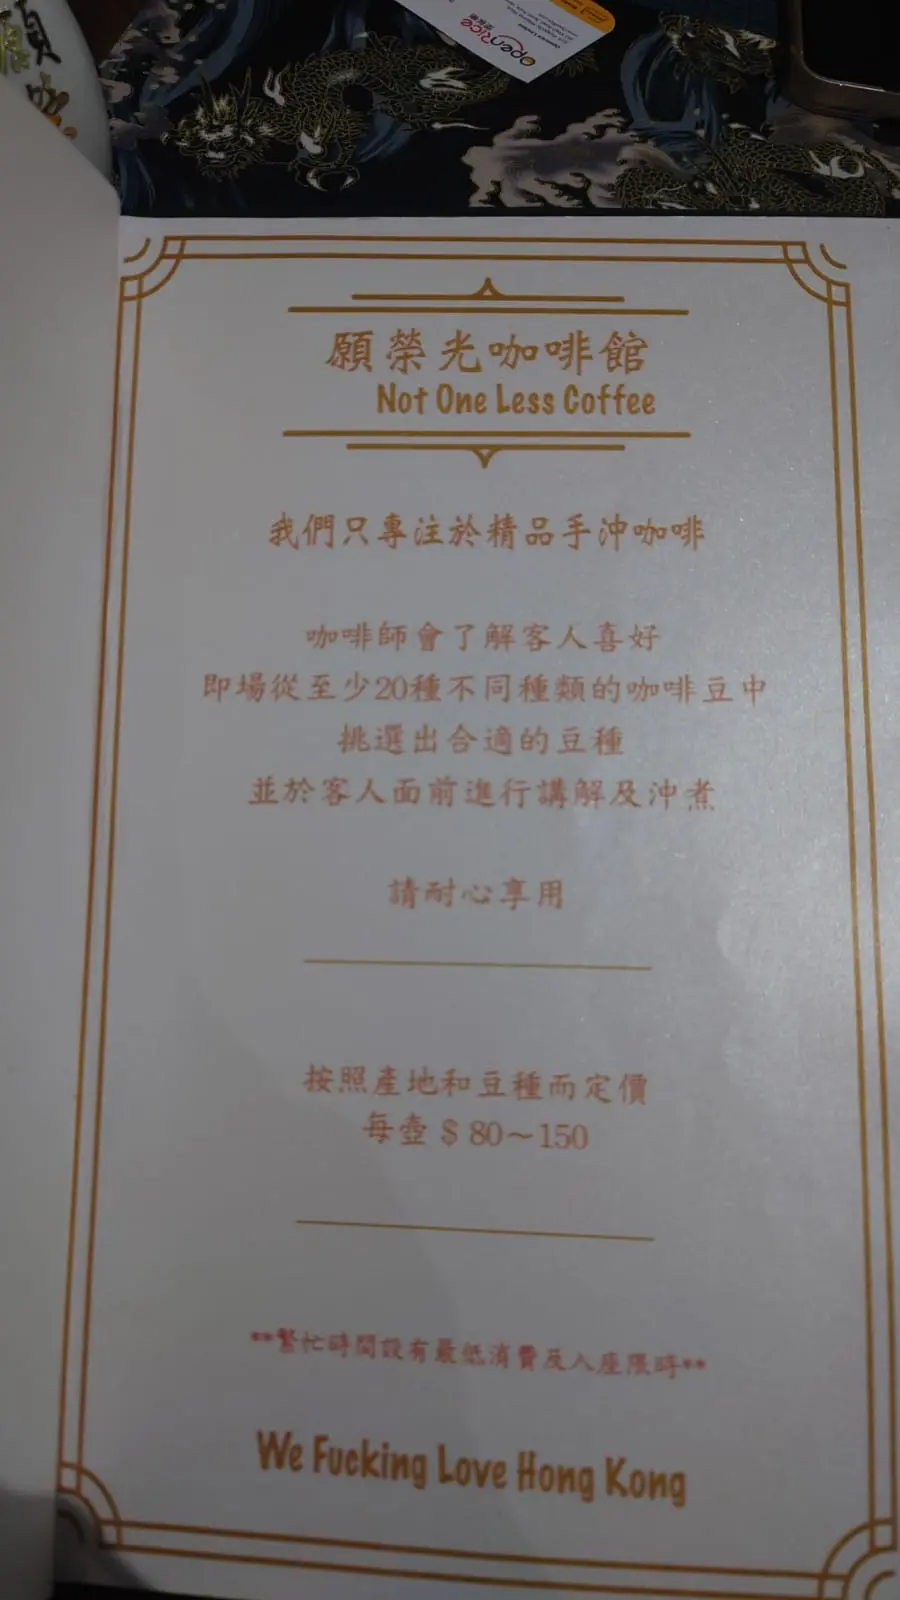 願
OpenRice
願榮光咖啡館
Not One Less Coffee
我們只專注於精品手沖咖啡
咖啡師會了解客人喜好
即場從至少20種不同種類的咖啡豆中
挑選出合適的豆種
並於客人面前進行講解及沖煮
請耐心享用
按照產地和豆種而定價
每壺 $ 80～150
**繁忙時間設有最低消費及入座限時**
We Fucking Love Hong Kong